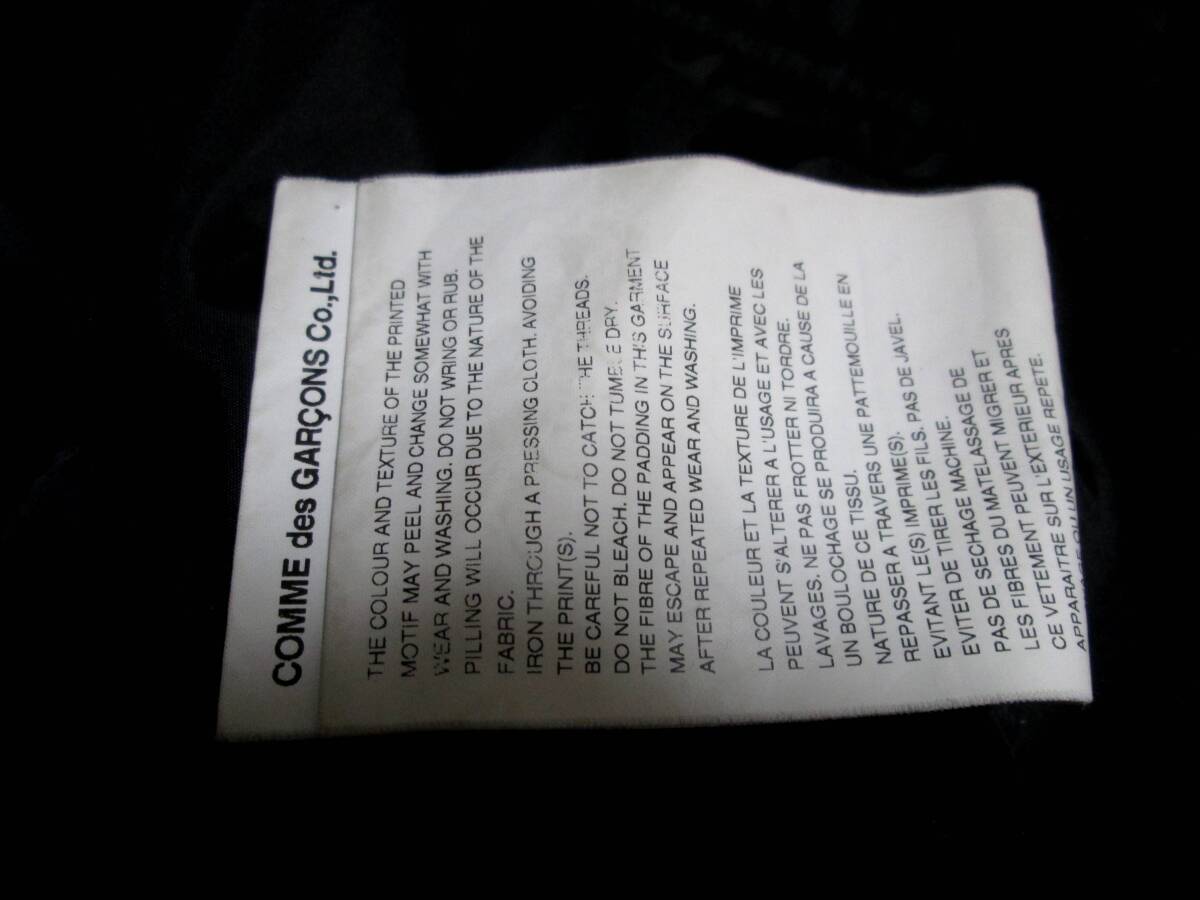 COMME des GARÇONS Co.,Ltd.
THE COLOUR AND TEXTURE OF THE PRINTED
MOTIF MAY PEEL AND CHANGE SOMEWHAT WITH
WEAR AND WASHING. DO NOT WRING OR RUB.
PILLING WILL OCCUR DUE TO THE NATURE OF THE
FABRIC.
IRON THROUGH A PRESSING CLOTH. AVOIDING
THE PRINT(S).
BE CAREFUL NOT TO CATCH THE THREADS.
DO NOT BLEACH. DO NOT TUMBLE DRY.
THE FIBRE OF THE PADDING IN THIS GARMENT
MAY ESCAPE AND APPEAR ON THE SURFACE
AFTER REPEATED WEAR AND WASHING.
LA COULEUR ET LA TEXTURE DE L'IMPRIME
PEUVENT S'ALTERER A L'USAGE ET AVEC LES
LAVAGES. NE PAS FROTTER NI TORDRE.
UN BOULOCHAGE SE PRODUIRA A CAUSE DE LA
NATURE DE CE TISSU.
REPASSER A TRAVERS UNE PATTEMOUILLE EN
EVITANT LE(S) IMPRIME(S).
EVITER DE TIRER LES FILS. PAS DE JAVEL.
PAS DE SECHAGE MACHINE.
LES FIBRES DU MATELASSAGE DE
CE VETEMENT PEUVENT MIGRER ET
APPARAITRE SUR L'EXTERIEUR APRES
OU UN USAGE REPETE.